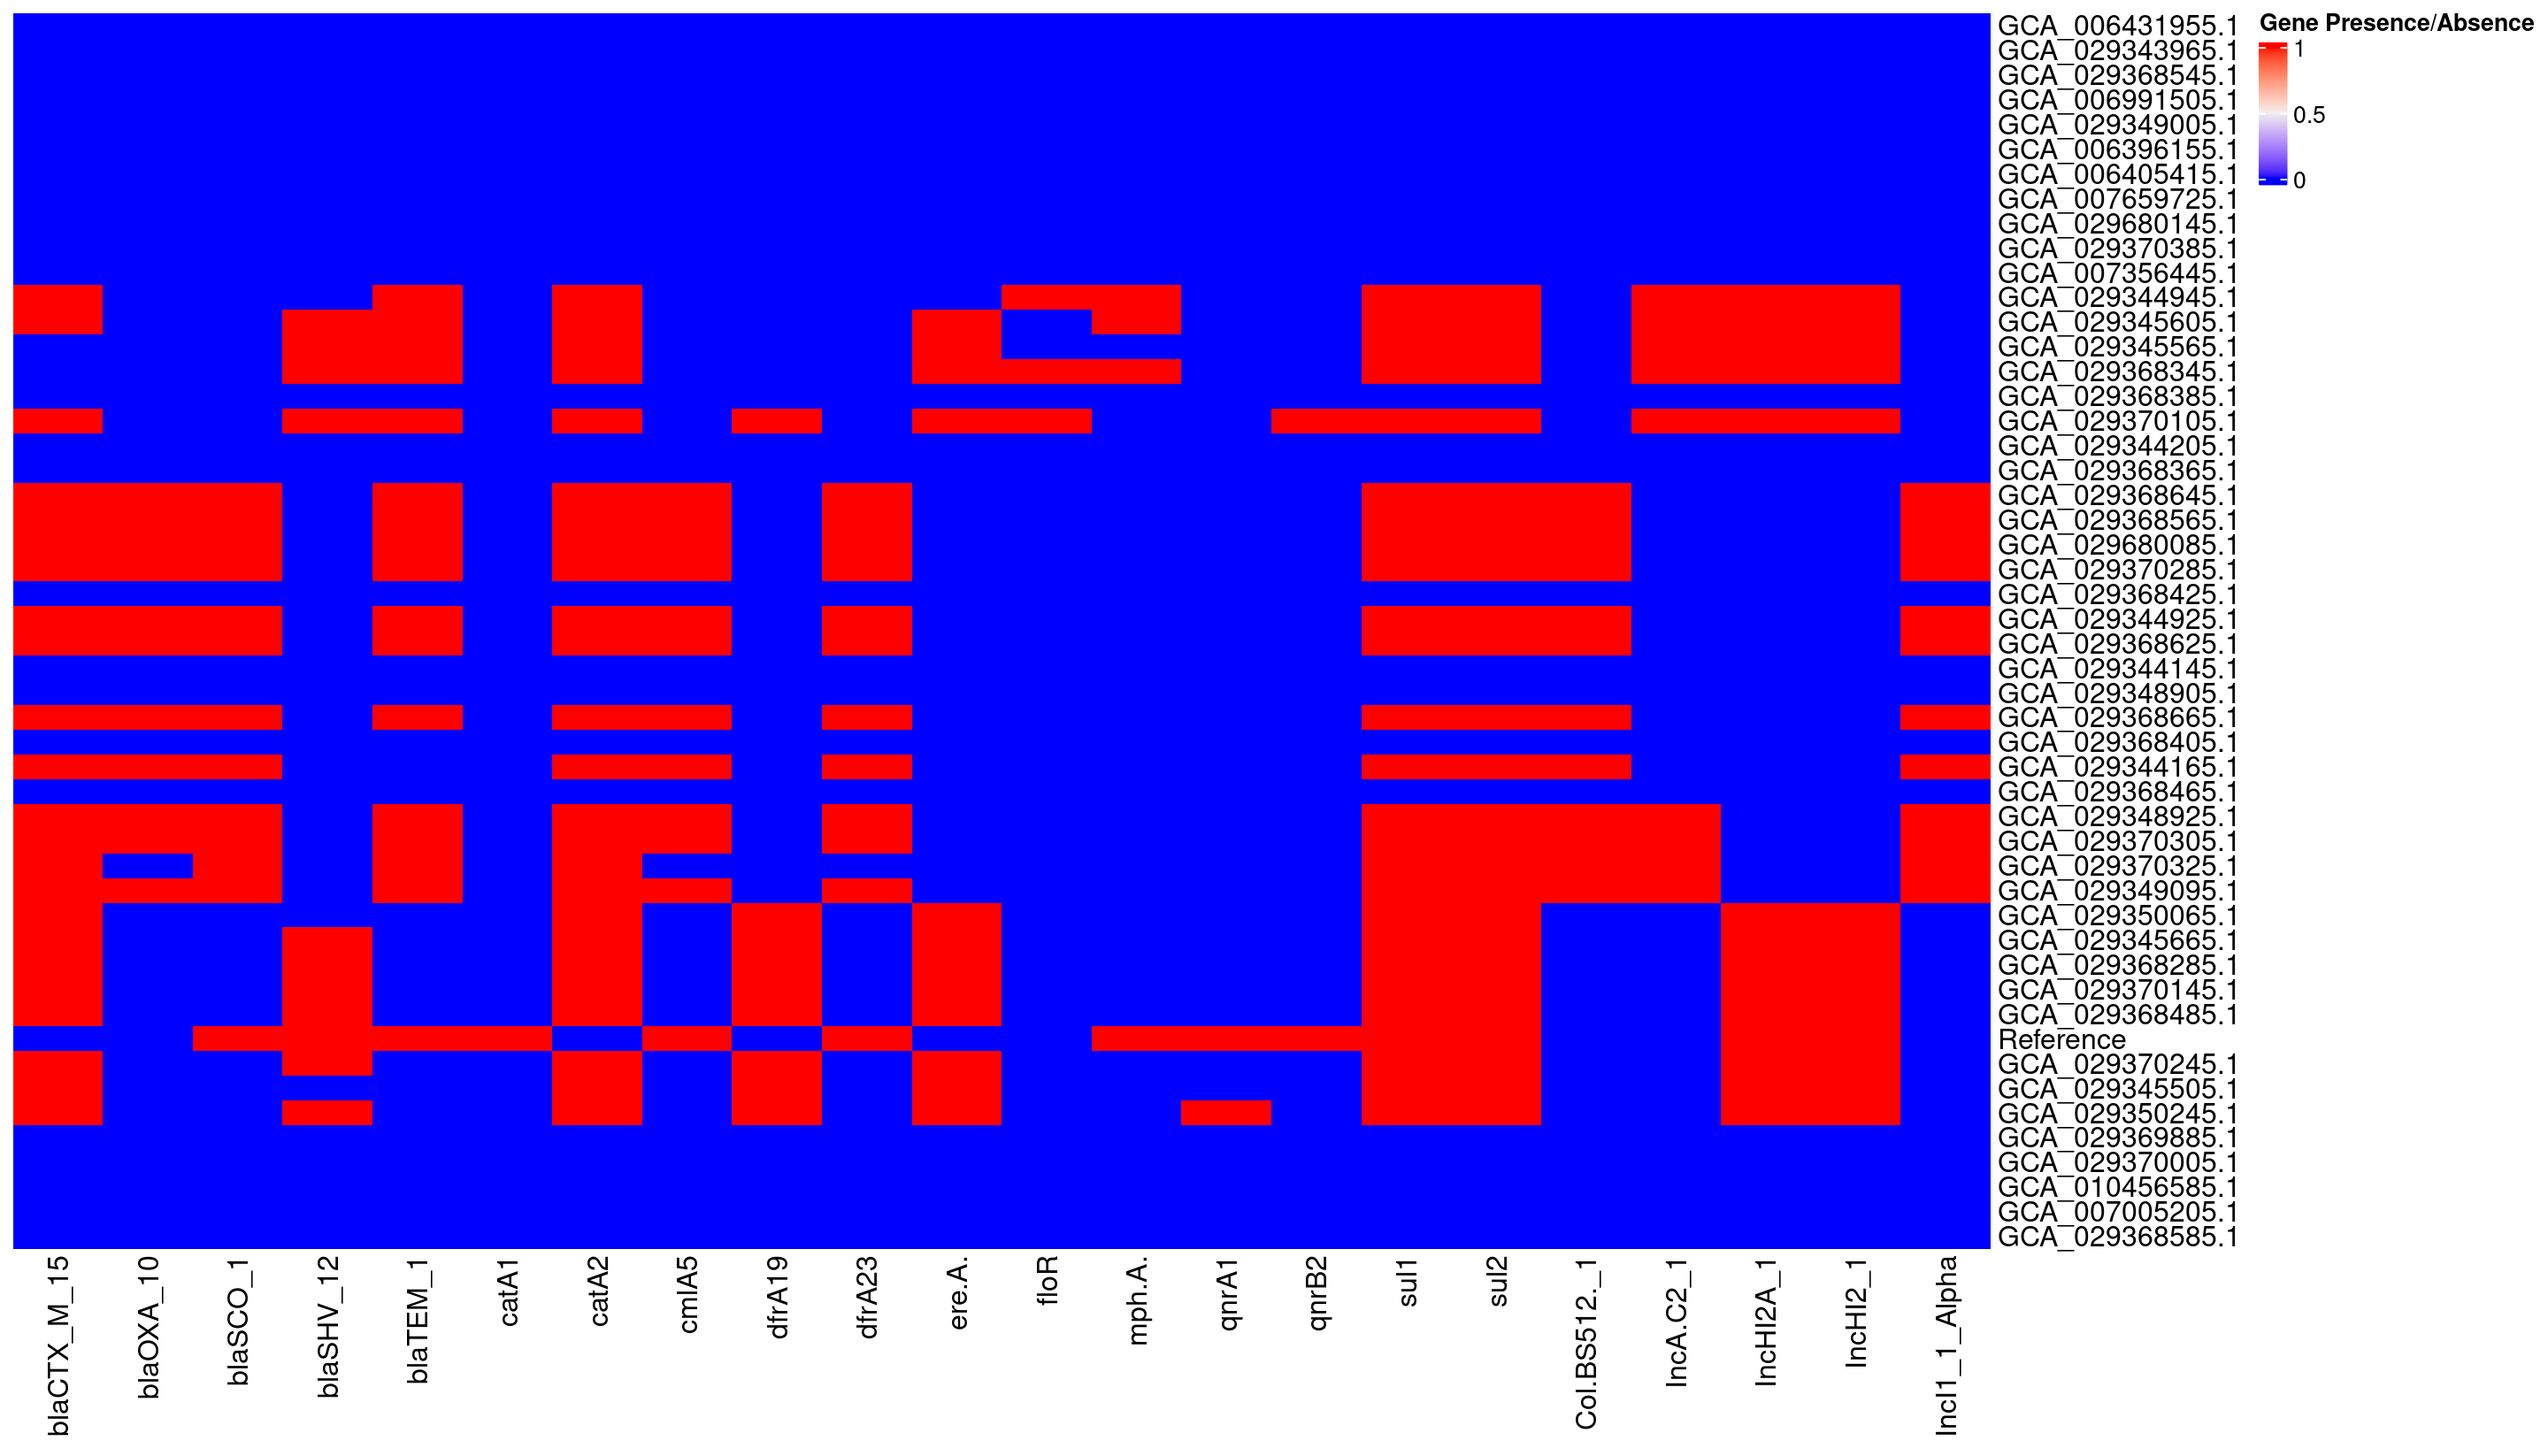 Gene Presence/Absence
1
0.5
0
GCA_006431955.1
GCA_029343965.1
GCA_029368545.1
GCA_006991505.1
GCA_029349005.1
GCA_006396155.1
GCA_006405415.1
GCA_007659725.1
GCA_029680145.1
GCA_029370385.1
GCA_007356445.1
GCA_029344945.1
GCA_029345605.1
GCA_029345565.1
GCA_029368345.1
GCA_029368385.1
GCA_029370105.1
GCA_029344205.1
GCA_029368365.1
GCA_029368645.1
GCA_029368565.1
GCA_029680085.1
GCA_029370285.1
GCA_029368425.1
GCA_029344925.1
GCA_029368625.1
GCA_029344145.1
GCA_029348905.1
GCA_029368665.1
GCA_029368405.1
GCA_029344165.1
GCA_029368465.1
GCA_029348925.1
GCA_029370305.1
GCA_029370325.1
GCA_029349095.1
GCA_029350065.1
GCA_029345665.1
GCA_029368285.1
GCA_029370145.1
GCA_029368485.1
Reference
GCA_029370245.1
GCA_029345505.1
GCA_029350245.1
GCA_029369885.1
GCA_029370005.1
GCA_010456585.1
GCA_007005205.1
GCA_029368585.1
blaCTX_M_15
blaOXA_10
blaSCO_1
blaSHV_12
blaTEM_1
catA1
catA2
cmlA5
dfrA19
dfrA23
ere.A.
floR
mph.A.
qnrA1
qnrB2
sul1
sul2
Col.BS512._1
IncA.C2_1
IncHI2A_1
IncHI2_1
IncI1_1_Alpha